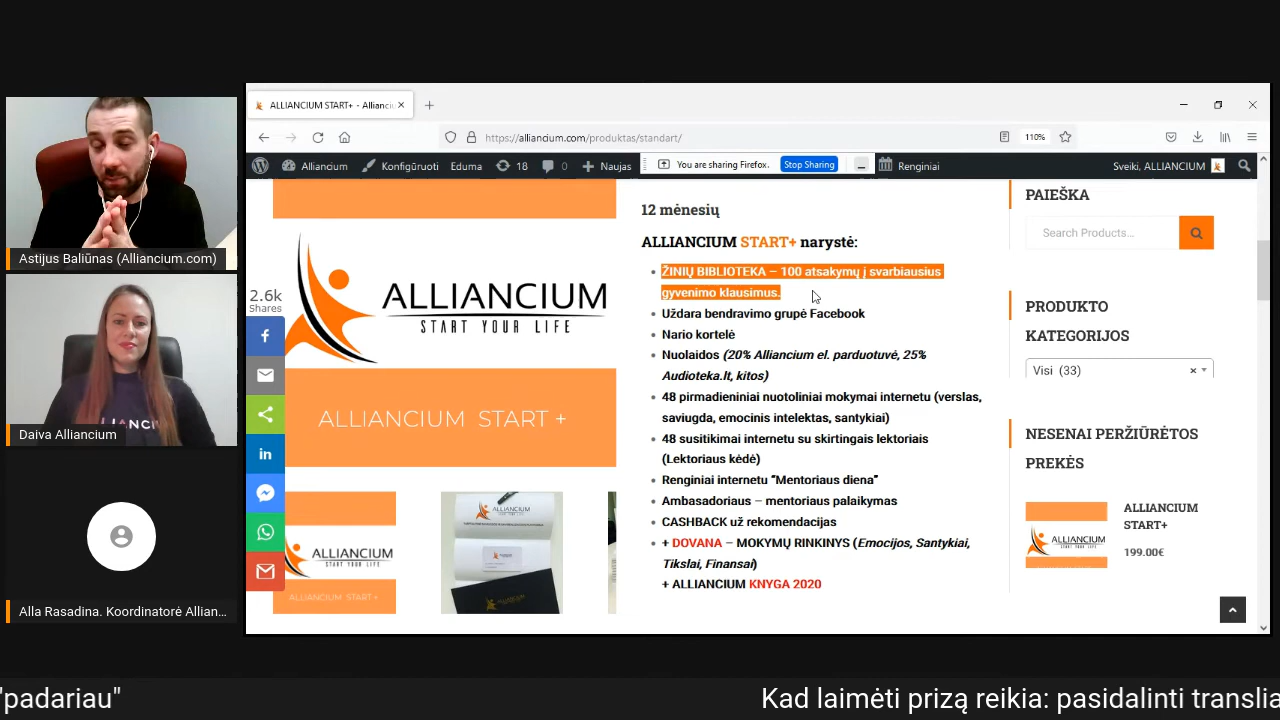 Astijus Baliūnas (Alliancium.com)
Daiva Alliancium
Alla Rasadina. Koordinatorė Allian...
ALLIANCIUM START+ - Allianciu
https://alliancium.com/produktas/standart/
110%
Alliancium
Konfigūruoti
Eduma
18
0
Naujas
You are sharing Firefox.
Stop Sharing
Renginiai
Sveiki, ALLIANCIUM
ALLIANCIUM
START YOUR LIFE
ALLIANCIUM START +
2.6k
Shares
ALLIANCIUM
ALLIANCIUM START +
12 mėnesių
ALLIANCIUM START+ narystė:
ŽINIŲ BIBLIOTEKA – 100 atsakymų į svarbiausius
gyvenimo klausimus.
Uždara bendravimo grupė Facebook
Nario kortelė
Nuolaidos (20% Alliancium el. parduotuvė, 25%
Audioteka.lt, kitos)
48 pirmadieniniai nuotoliniai mokymai internetu (verslas,
saviugda, emocinis intelektas, santykiai)
48 susitikimai internetu su skirtingais lektoriais
(Lektoriaus kėdė)
Renginiai internetu “Mentoriaus diena”
Ambasadoriaus – mentoriaus palaikymas
CASHBACK už rekomendacijas
+ DOVANA – MOKYMŲ RINKINYS (Emocijos, Santykiai,
Tikslai, Finansai)
+ ALLIANCIUM KNYGA 2020
PAIEŠKA
Search Products...
PRODUKTO
KATEGORIJOS
Visi (33)
NESENAI PERŽIŪRĖTOS
PREKĖS
ALLIANCIUM
ALLIANCIUM
START+
199.00€
"padariau"
Kad laimėti prizą reikia: pasidalinti translia